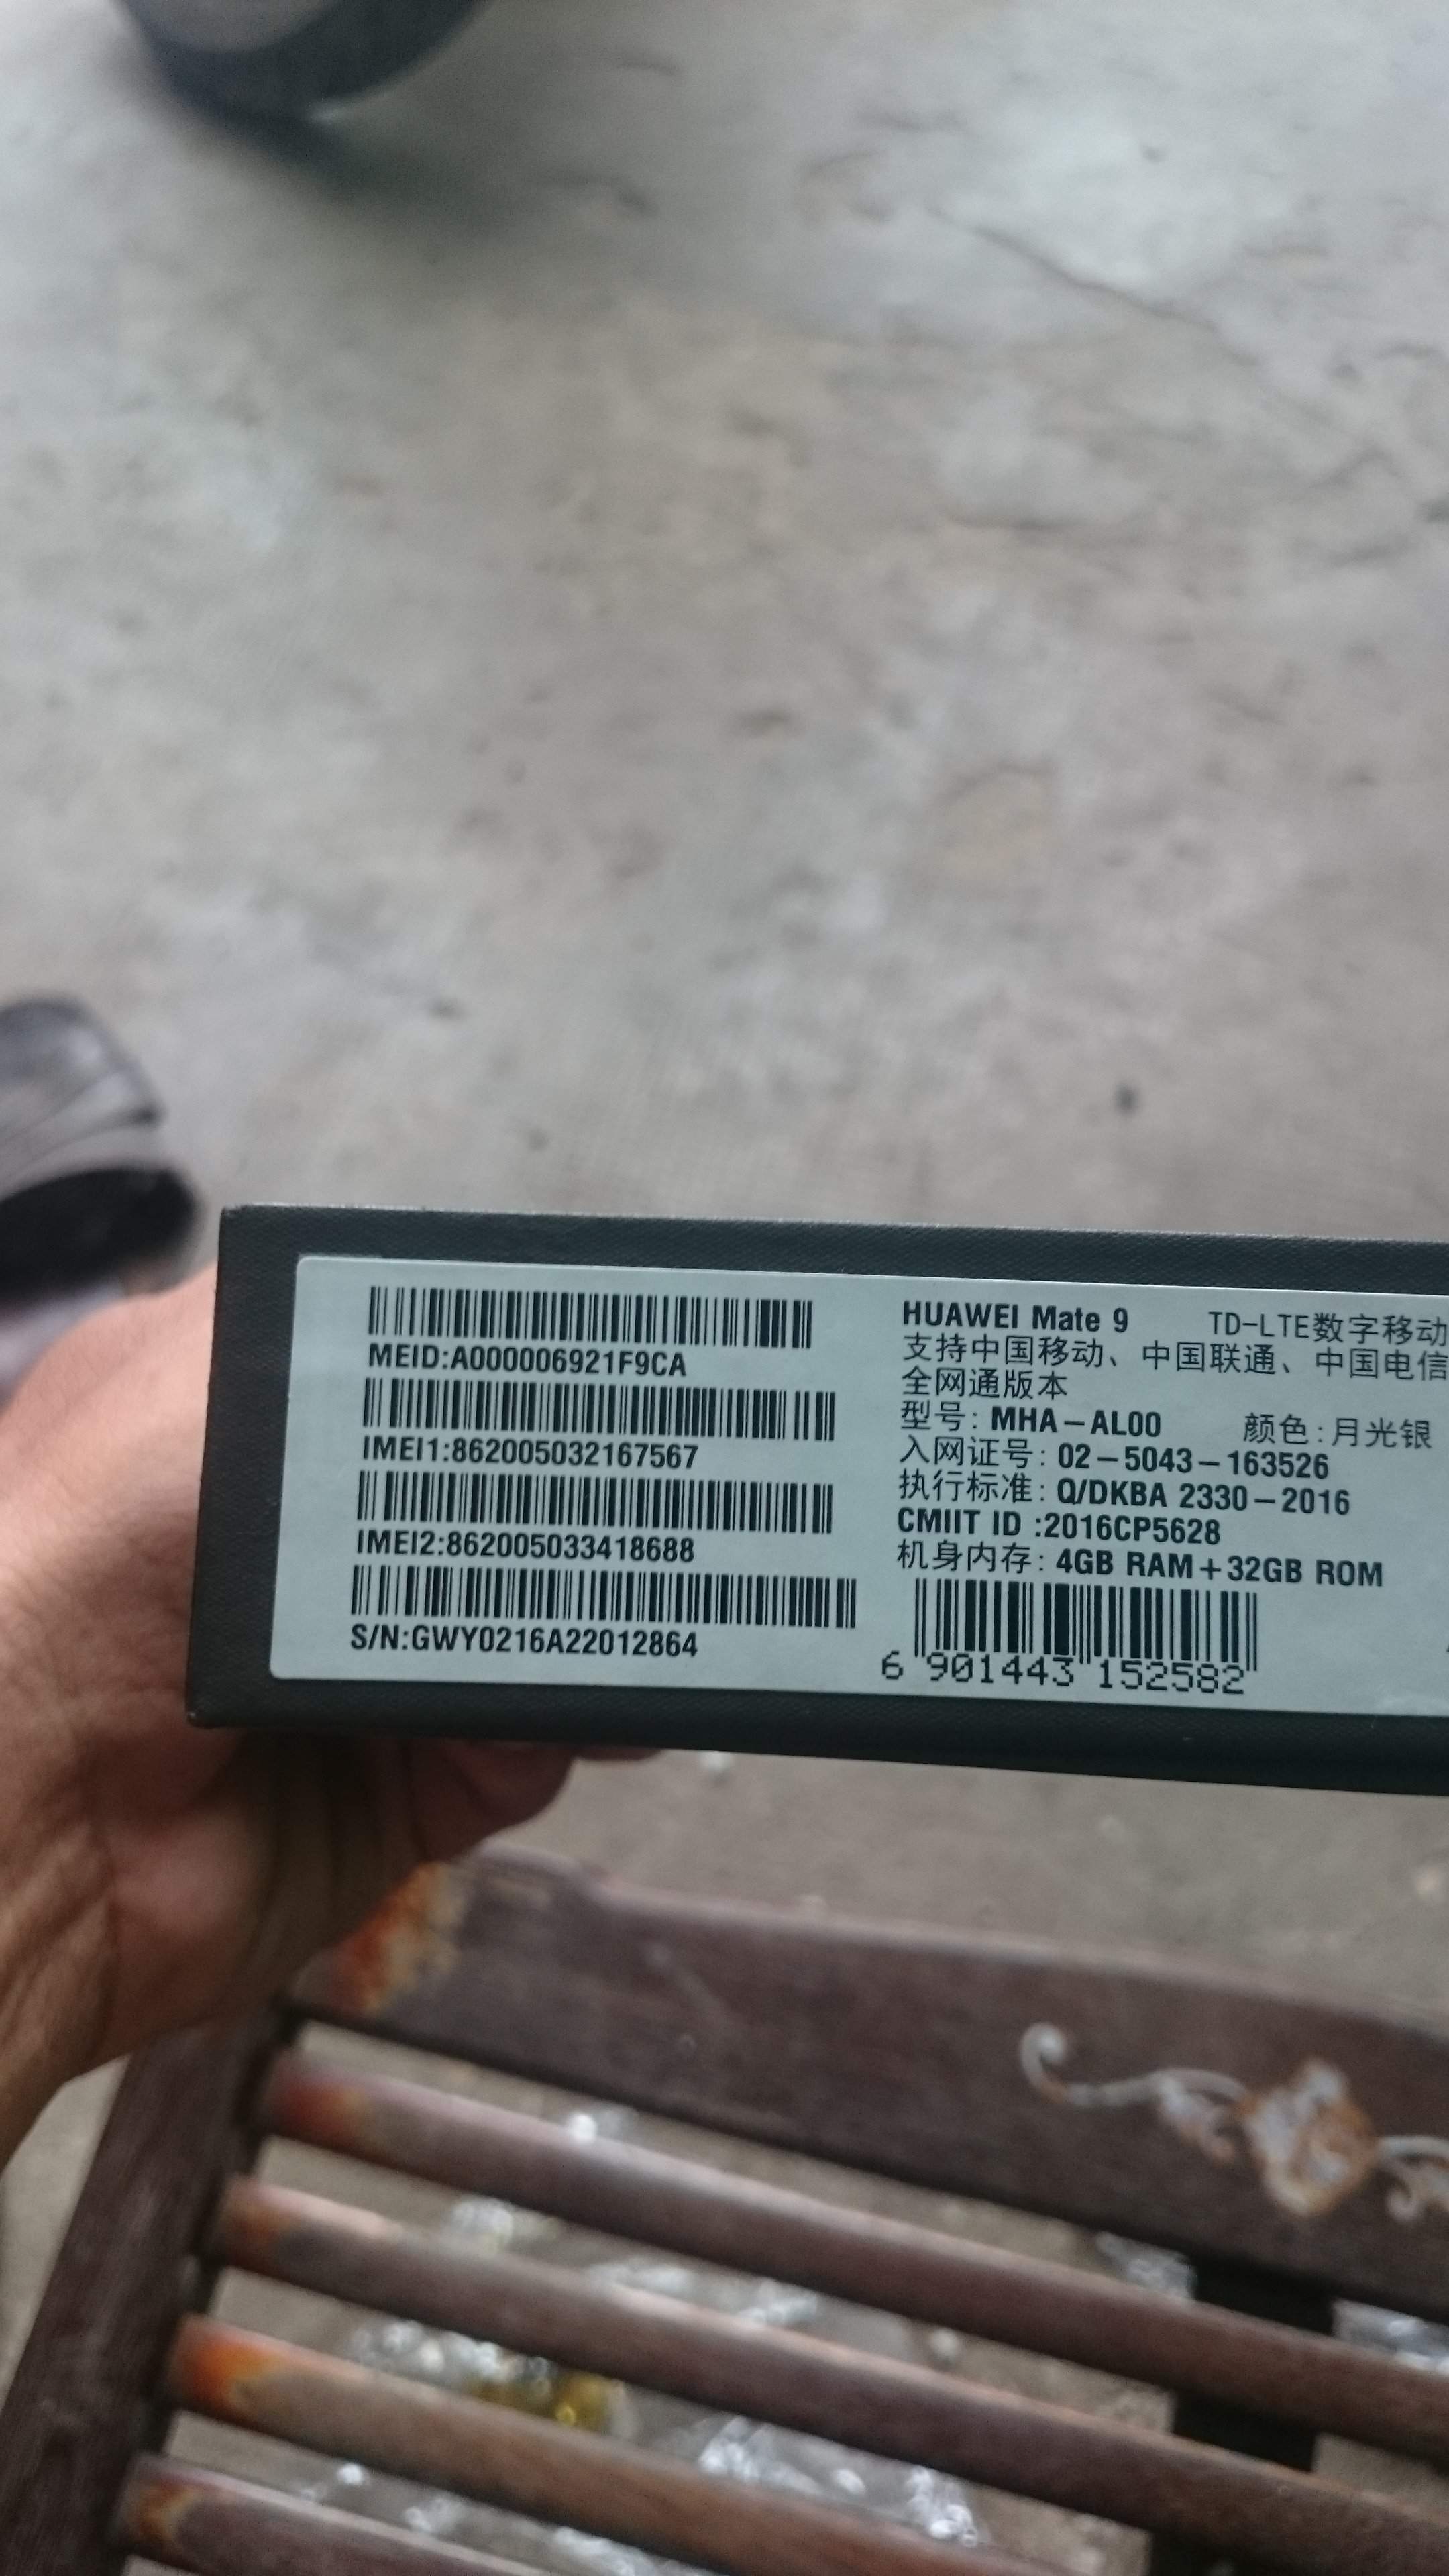 MEID:A000006921F9CA
IMEI1:862005032167567
IMEI2:862005033418688
S/N:GWY0216A22012864
HUAWEI Mate 9 TD-LTE数字移动
支持中国移动、中国联通、中国电信
全网通版本
型号: MHA-AL00 颜色:月光银
入网证号: 02-5043-163526
执行标准: Q/DKBA 2330-2016
CMIIT ID :2016CP5628
机身内存: 4GB RAM+32GB ROM
6 901443 152582